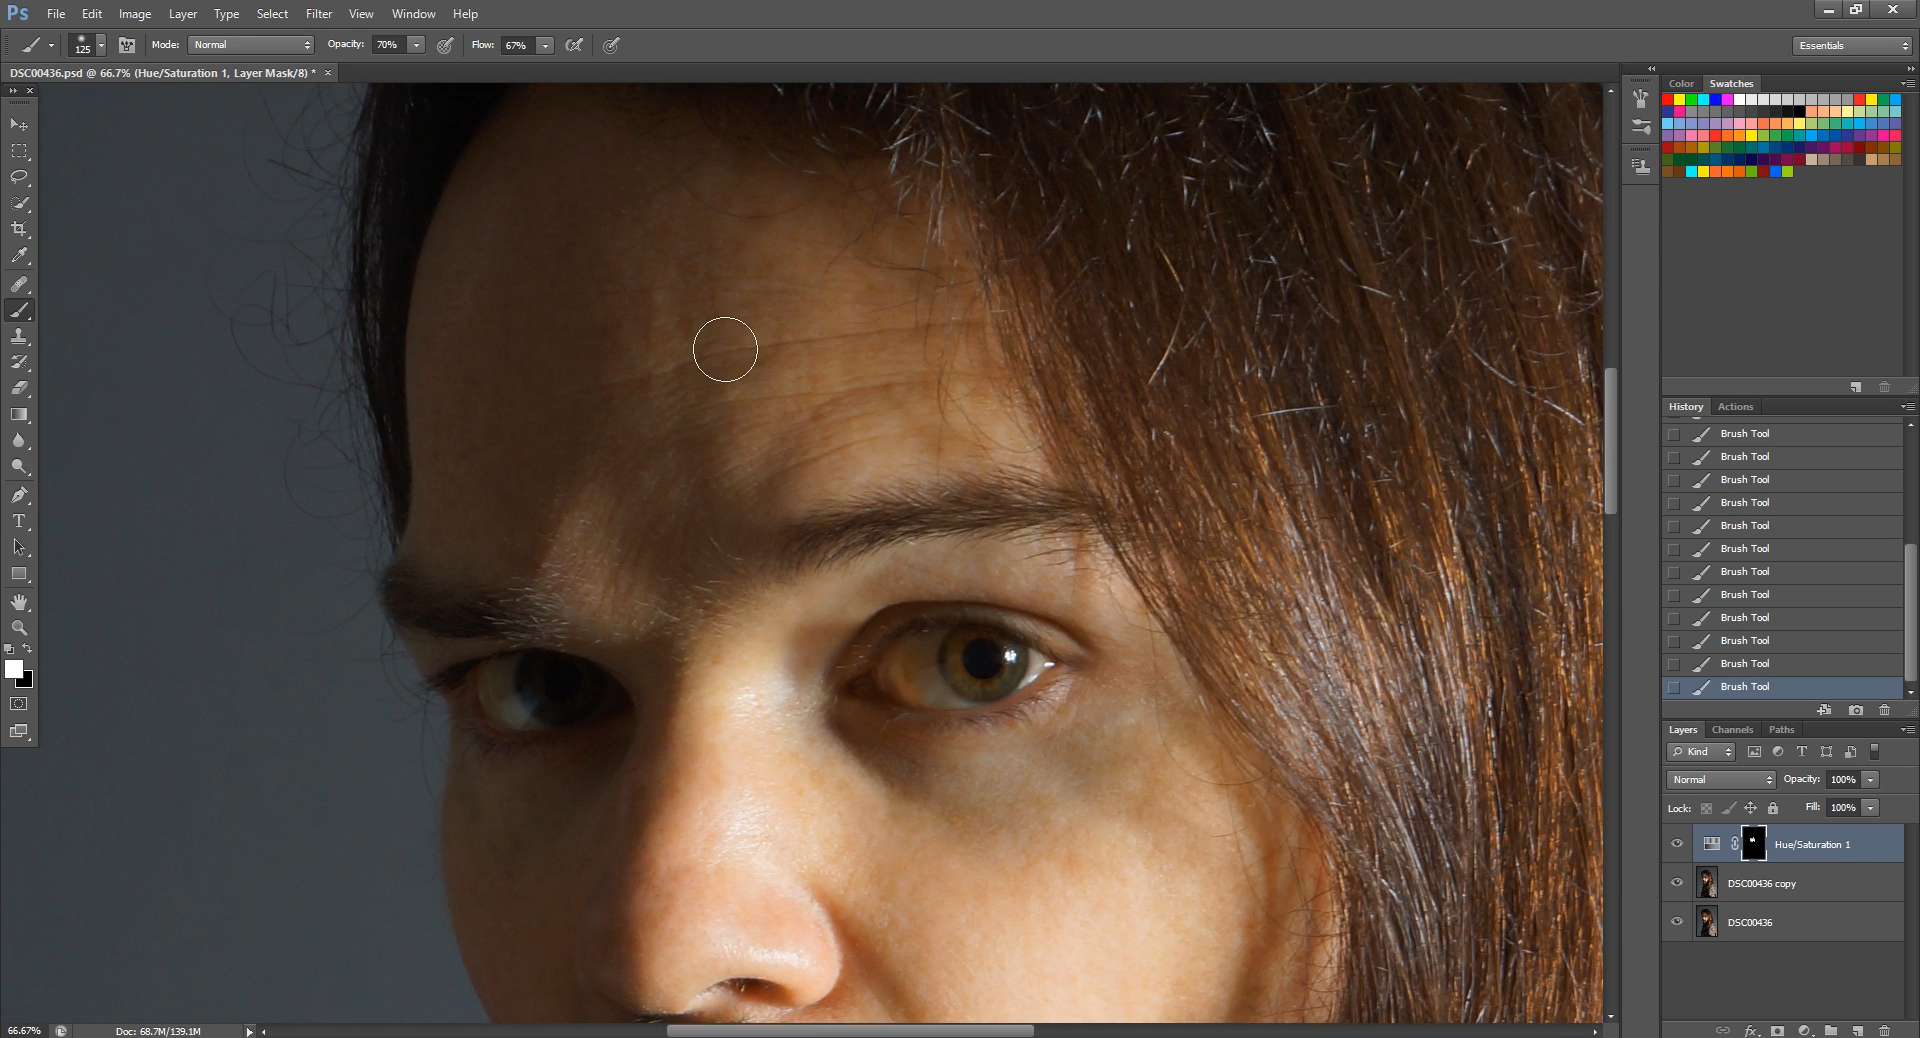 Ps File Edit Image Layer Type Select Filter View Window Help
125 Mode: Normal Opacity: 70% Flow: 67% Essentials
DSC00436.psd @ 66.7% (Hue/Saturation 1, Layer Mask/8) * ×
Color Swatches
History Actions
Brush Tool
Brush Tool
Brush Tool
Brush Tool
Brush Tool
Brush Tool
Brush Tool
Brush Tool
Brush Tool
Brush Tool
Brush Tool
Brush Tool
Layers Channels Paths
Kind
Normal Opacity: 100%
Lock: Fill: 100%
Hue/Saturation 1
DSC00436 copy
DSC00436
66.67% Doc: 68.7M/139.1M
fx